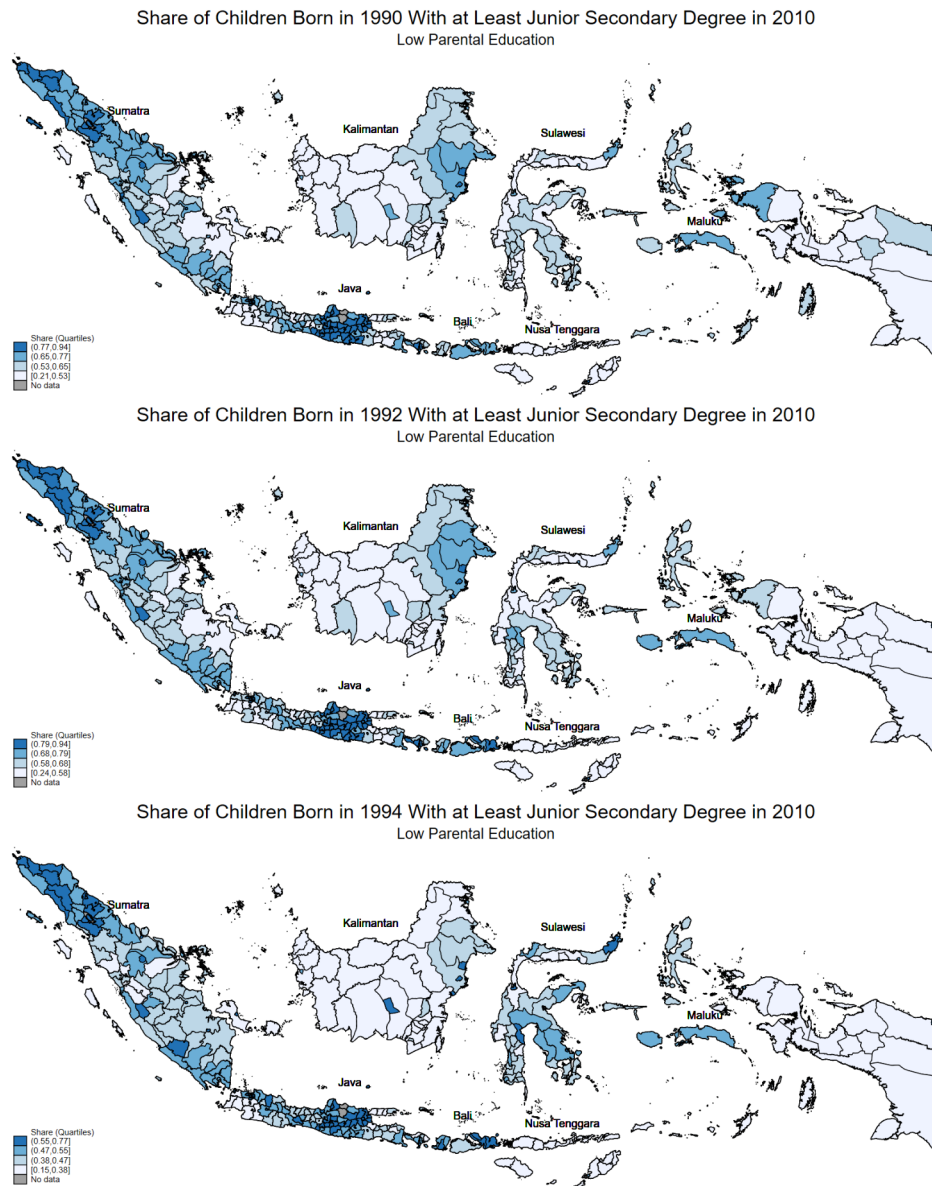 Share of Children Born in 1990 With at Least Junior Secondary Degree in 2010
Low Parental Education
Sumatra
Kalimantan
Sulawesi
Maluku
Java
Bali
Nusa Tenggara
Share (Quartiles)
(0.77,0.94]
(0.65,0.77]
(0.53,0.65]
[0.21,0.53]
No data
Share of Children Born in 1992 With at Least Junior Secondary Degree in 2010
Low Parental Education
Sumatra
Kalimantan
Sulawesi
Maluku
Java
Bali
Nusa Tenggara
Share (Quartiles)
(0.79,0.94]
(0.68,0.79]
(0.58,0.68]
[0.24,0.58]
No data
Share of Children Born in 1994 With at Least Junior Secondary Degree in 2010
Low Parental Education
Sumatra
Kalimantan
Sulawesi
Maluku
Java
Bali
Nusa Tenggara
Share (Quartiles)
(0.55,0.77]
(0.47,0.55]
(0.38,0.47]
[0.15,0.38]
No data